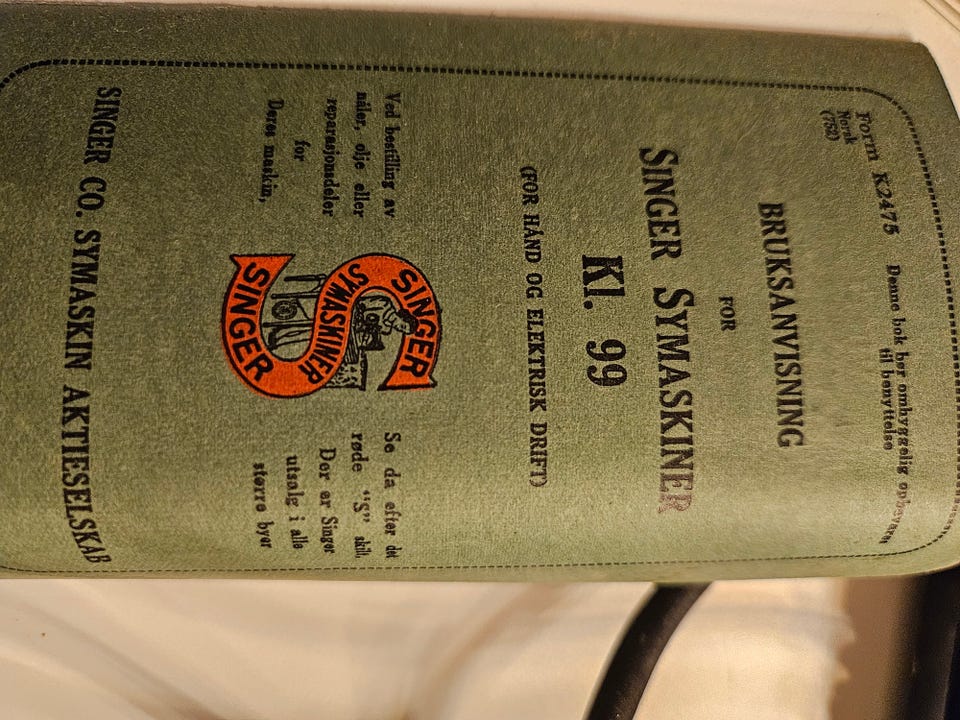 Form K2475
Norsk
(752)
Denne bok bør omhyggelig opbevares
til benyttelse
BRUKSANVISNING
FOR
SINGER SYMASKINER
Kl. 99
(FOR HÅND OG ELEKTRISK DRIFT)
Ved bestilling av
nåler, olje eller
reparasjonsdeler
for
Deres maskin,
SINGER
SYMASKINER
SINGER
Se da efter det
røde "S" skilt.
Der er Singer
utsalg i alle
større byer
SINGER CO. SYMASKIN AKTIESELSKAB